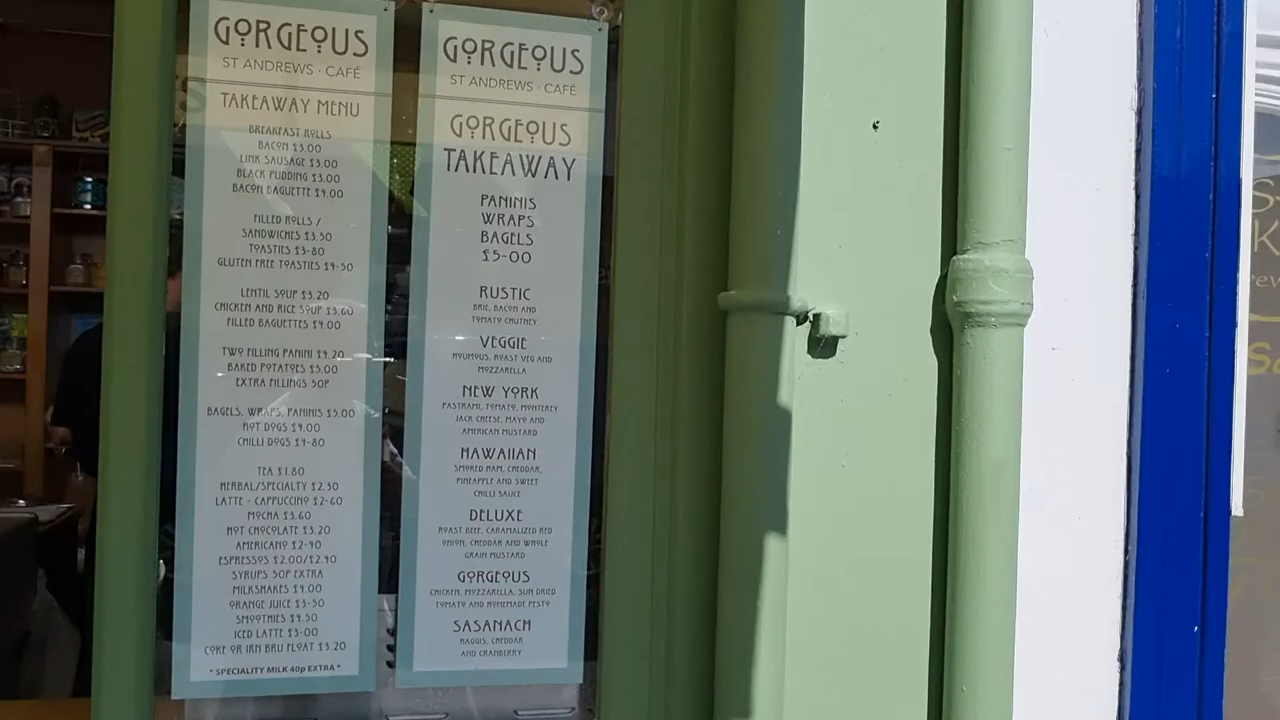 GORGEOUS
ST ANDREWS · CAFÉ
TAKEAWAY MENU
BREAKFAST ROLLS
BACON £3.00
LINK SAUSAGE £3.00
BLACK PUDDING £3.00
BACON BAGUETTE £4.00
FILLED ROLLS /
SANDWICHES £3.50
TOASTIES £3-80
GLUTEN FREE TOASTIES £4-50
LENTIL SOUP £3.20
CHICKEN AND RICE SOUP £3.60
FILLED BAGUETTES £4.00
TWO FILLING PANINI £4.20
BAKED POTATOES £5.00
EXTRA FILLINGS 50P
BAGELS, WRAPS, PANINIS £5.00
HOT DOGS £4.00
CHILLI DOGS £4-80
TEA £1.80
HERBAL/SPECIALTY £2.30
LATTE - CAPPUCCINO £2-60
MOCHA £3.60
HOT CHOCOLATE £3.20
AMERICANO £2-40
ESPRESSOS £2.00/£2.40
SYRUPS 50P EXTRA
MILKSHAKES £4.00
ORANGE JUICE £3-50
SMOOTHIES £4.50
ICED LATTE £3-00
COKE OR IRN BRU FLOAT £3.20
* SPECIALITY MILK 40p EXTRA *
GORGEOUS
ST ANDREWS · CAFÉ
GORGEOUS
TAKEAWAY
PANINIS
WRAPS
BAGELS
£5-00
RUSTIC
BRIE, BACON AND
TOMATO CHUTNEY
VEGGIE
HOUMOUS, ROAST VEG AND
MOZZARELLA
NEW YORK
PASTRAMI, TOMATO, MONTEREY
JACK CHEESE, MAYO AND
AMERICAN MUSTARD
HAWAIIAN
SMOKED HAM, CHEDDAR,
PINEAPPLE AND SWEET
CHILLI SAUCE
DELUXE
ROAST BEEF, CARAMALIZED RED
ONION, CHEDDAR AND WHOLE
GRAIN MUSTARD
GORGEOUS
CHICKEN, MOZZARELLA, SUN DRIED
TOMATO AND HOMEMADE PESTO
SASANACH
HAGGIS, CHEDDAR
AND CRANBERRY